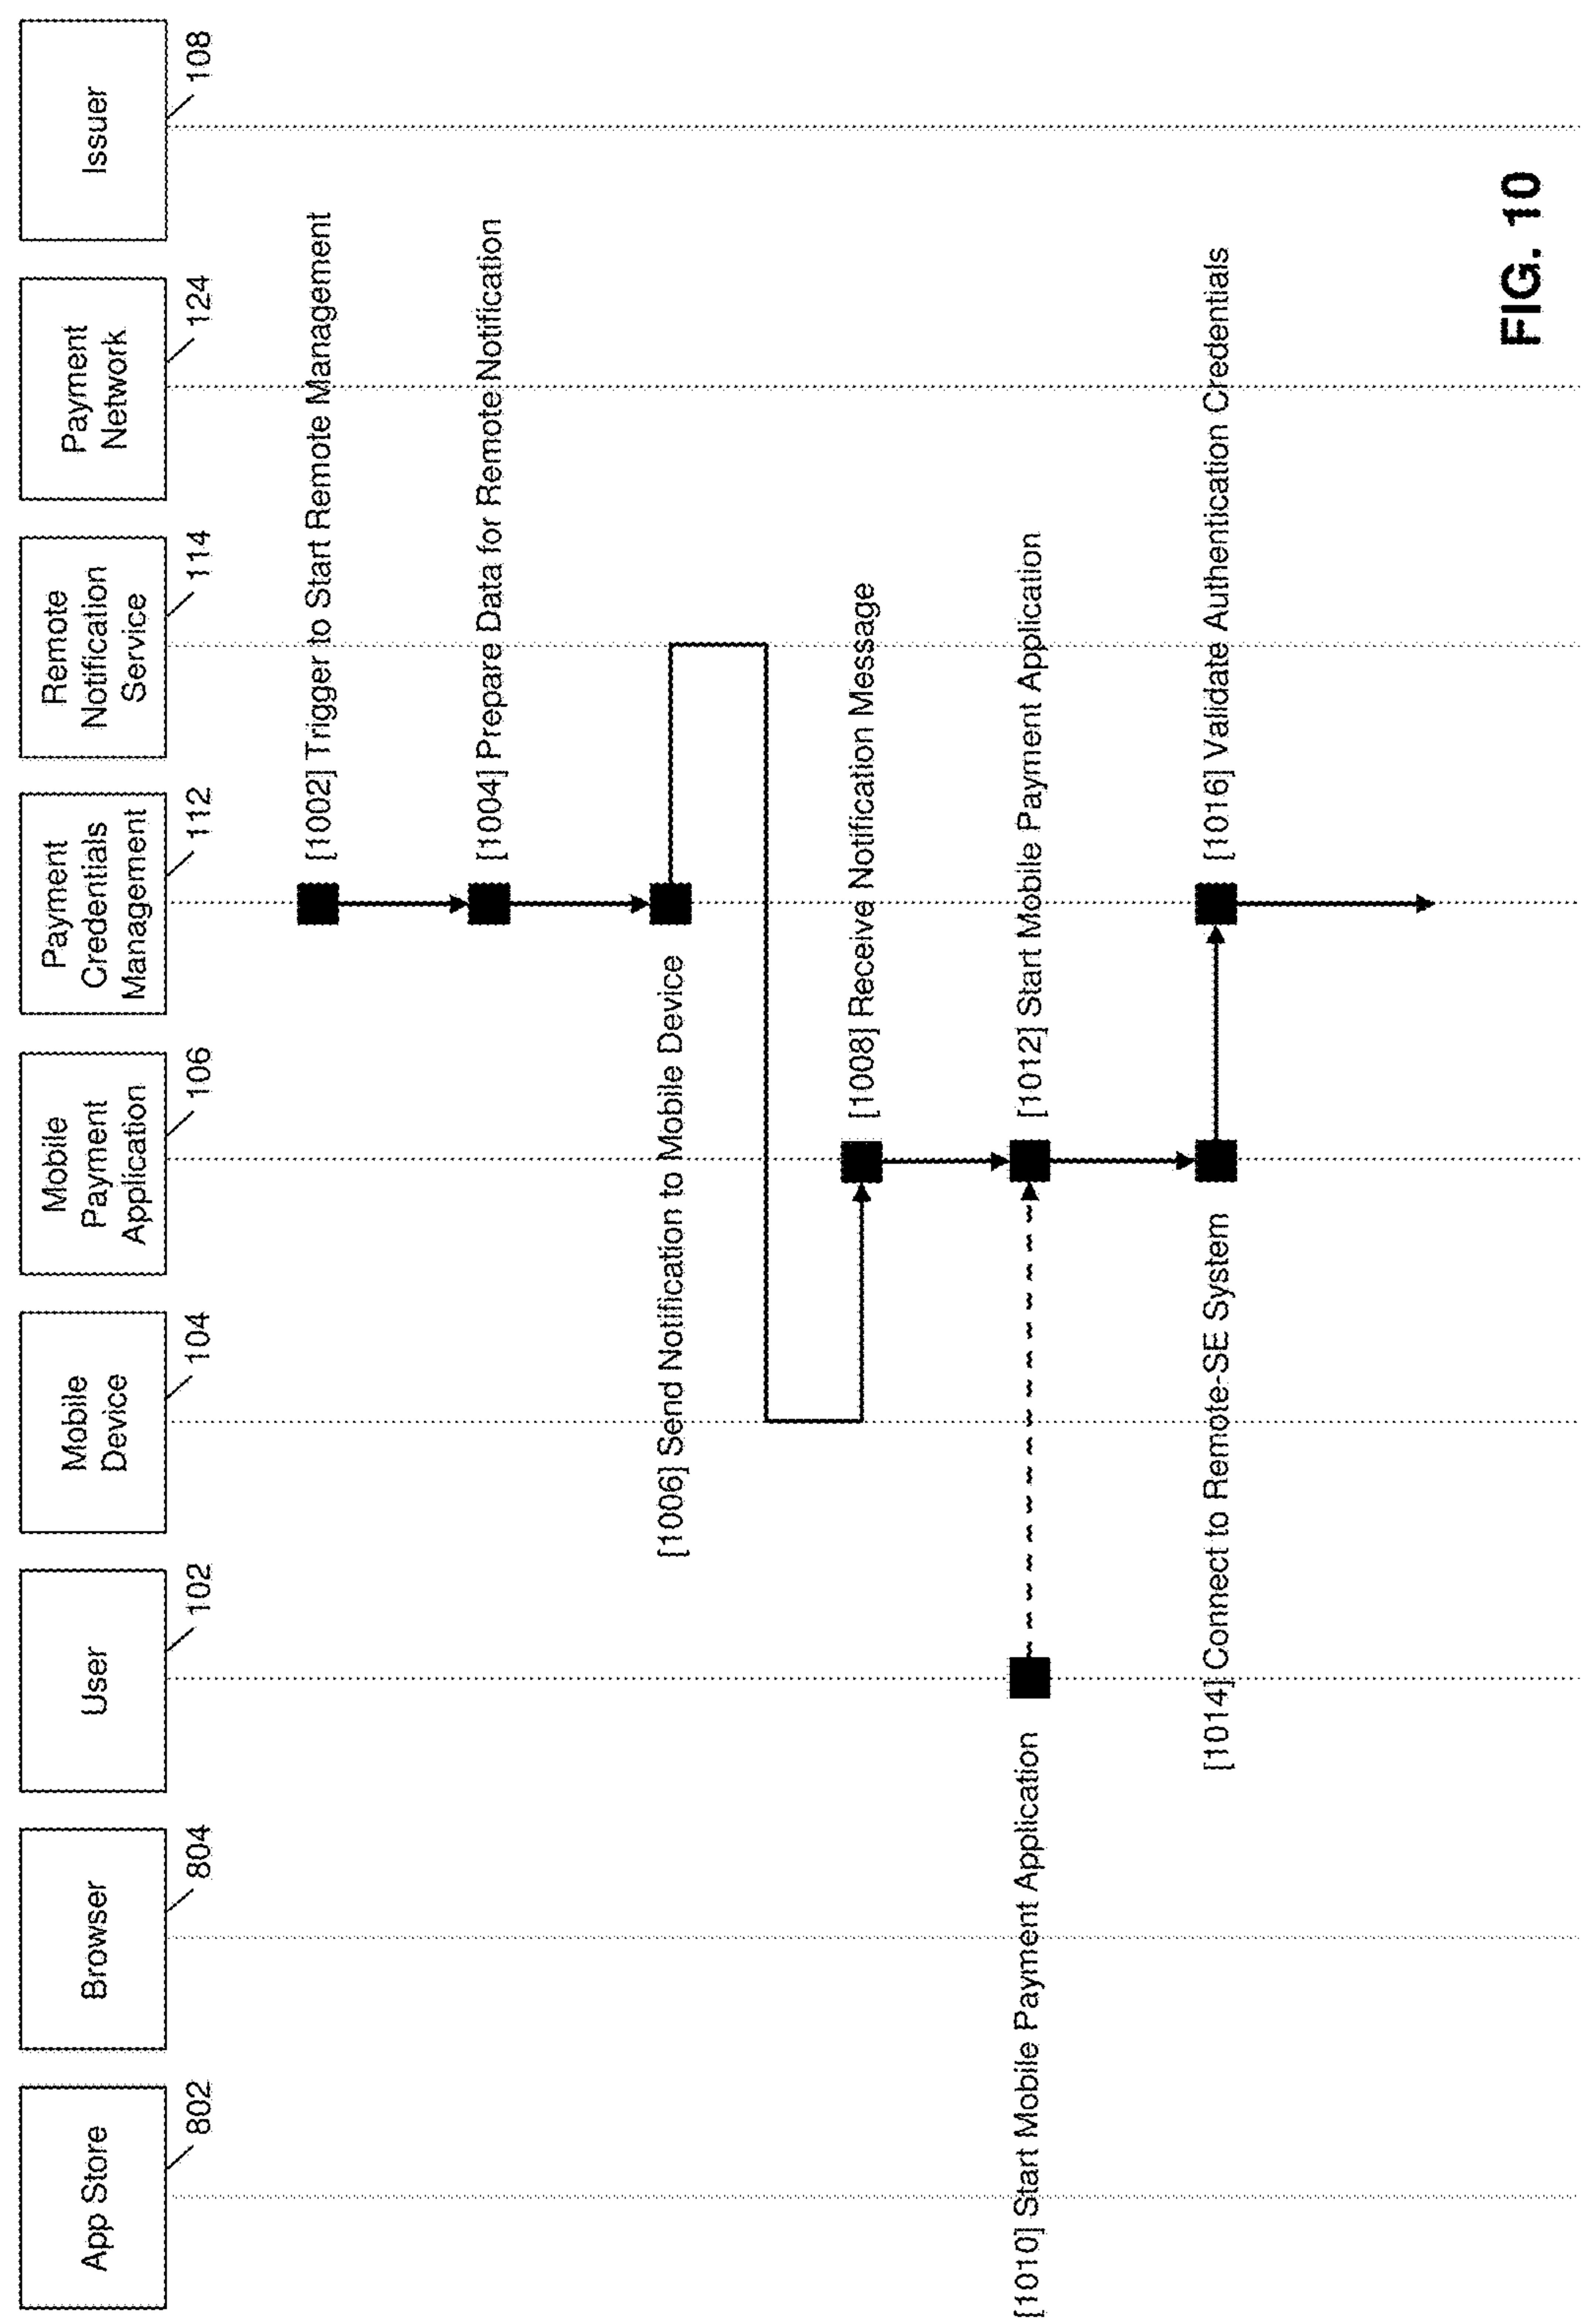 App Store
802
Browser
804
User
102
Mobile
Device
104
Mobile
Payment
Application
106
Payment
Credentials
Management
112
Remote
Notification
Service
114
Payment
Network
124
Issuer
108
[1002] Trigger to Start Remote Management
[1004] Prepare Data for Remote Notification
[1006] Send Notification to Mobile Device
[1008] Receive Notification Message
[1010] Start Mobile Payment Application
[1012] Start Mobile Payment Application
[1014] Connect to Remote-SE System
[1016] Validate Authentication Credentials
FIG. 10